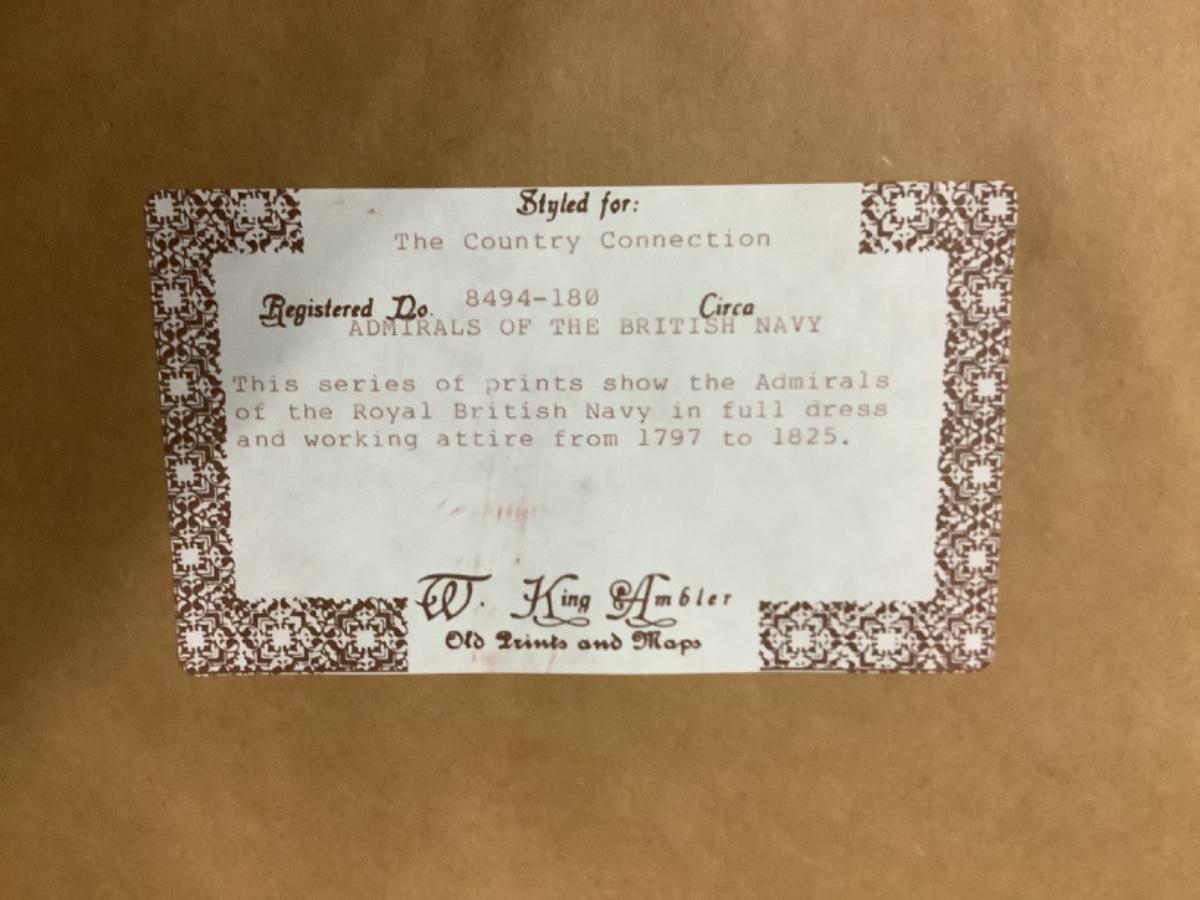 Styled for:
The Country Connection
Registered No. 8494-180 Circa
ADMIRALS OF THE BRITISH NAVY
This series of prints show the Admirals
of the Royal British Navy in full dress
and working attire from 1797 to 1825.
W. King Ambler
Old Prints and Maps